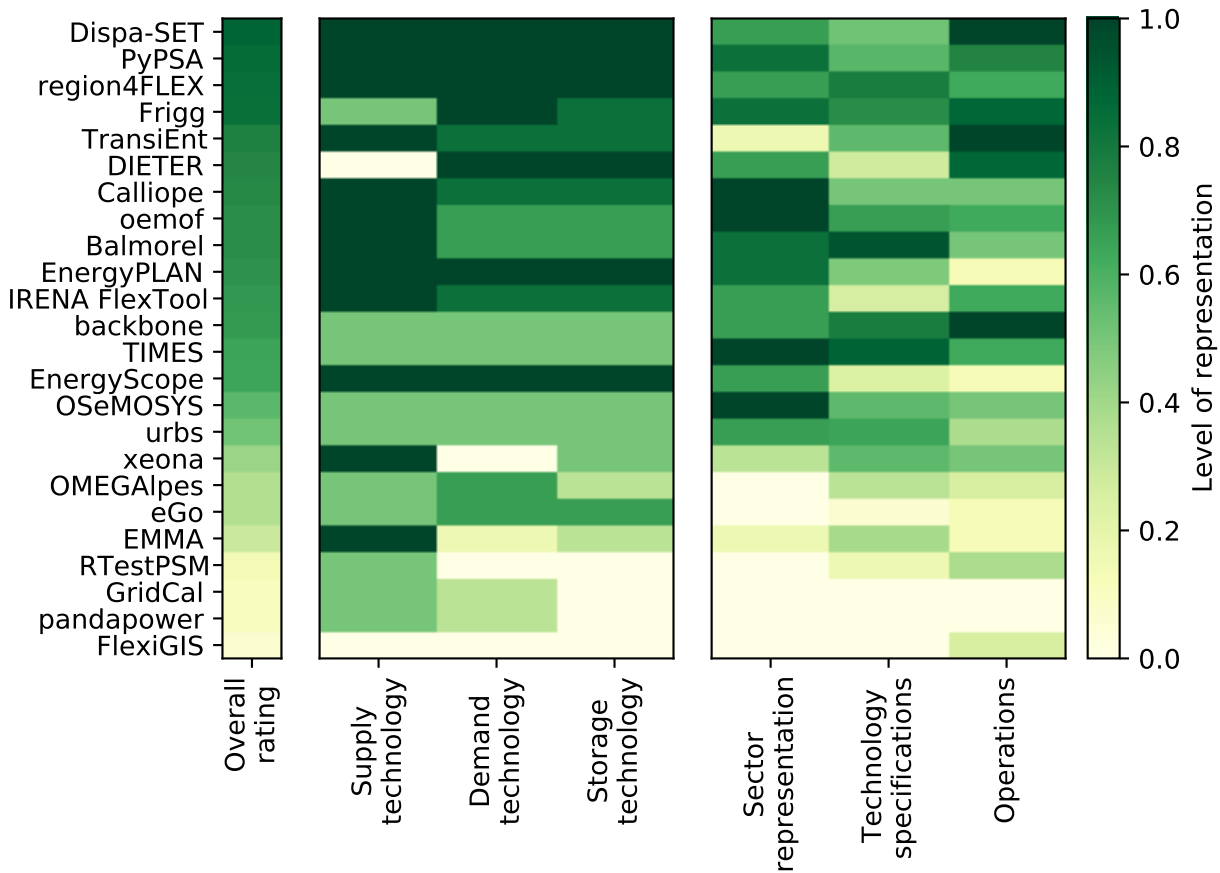 Dispa-SET
PyPSA
region4FLEX
Frigg
TransiEnt
DIETER
Calliope
oemof
Balmorel
EnergyPLAN
IRENA FlexTool
backbone
TIMES
EnergyScope
OSeMOSYS
urbs
xeona
OMEGAlpes
eGo
EMMA
RTestPSM
GridCal
pandapower
FlexiGIS
Overall
rating
Supply
technology
Demand
technology
Storage
technology
Sector
representation
Technology
specifications
Operations
1.0
0.8
0.6
0.4
0.2
0.0
Level of representation